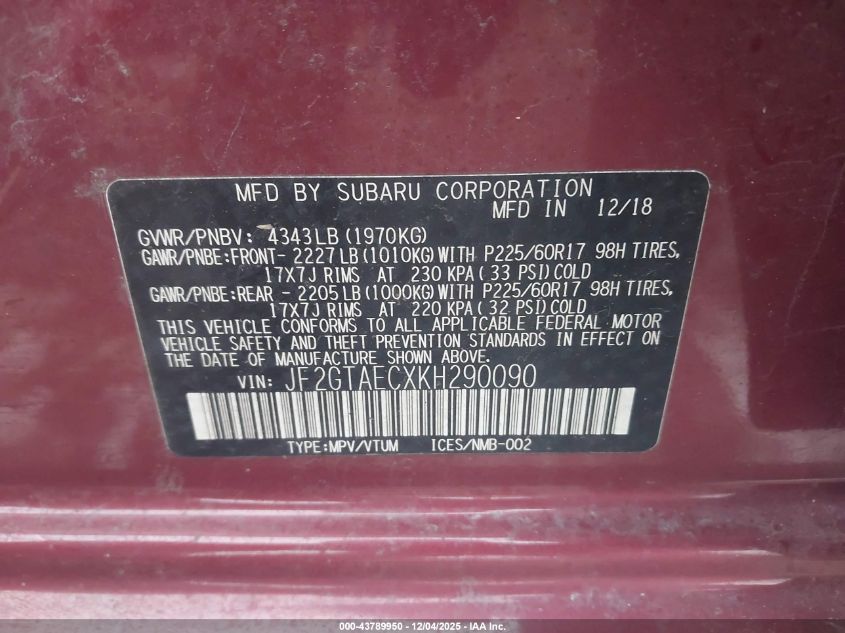 MFD BY SUBARU CORPORATION
MFD IN 12/18
GVWR/PNBV: 4343LB (1970KG)
GAWR/PNBE:FRONT- 2227LB(1010KG)WITH P225/60R17 98H TIRES,
17X7J RIMS AT 230 KPA( 33 PSI)COLD
GAWR/PNBE:REAR - 2205LB(1000KG)WITH P225/60R17 98H TIRES,
17X7J RIMS AT 220 KPA( 32 PSI)COLD
THIS VEHICLE CONFORMS TO ALL APPLICABLE FEDERAL MOTOR
VEHICLE SAFETY AND THEFT PREVENTION STANDARDS IN EFFECT ON
THE DATE OF MANUFACTURE SHOWN ABOVE.
VIN: JF2GTAECXKH290090
TYPE:MPV/VTUM ICES/NMB-002
000-43789950 - 12/04/2025 - IAA Inc.